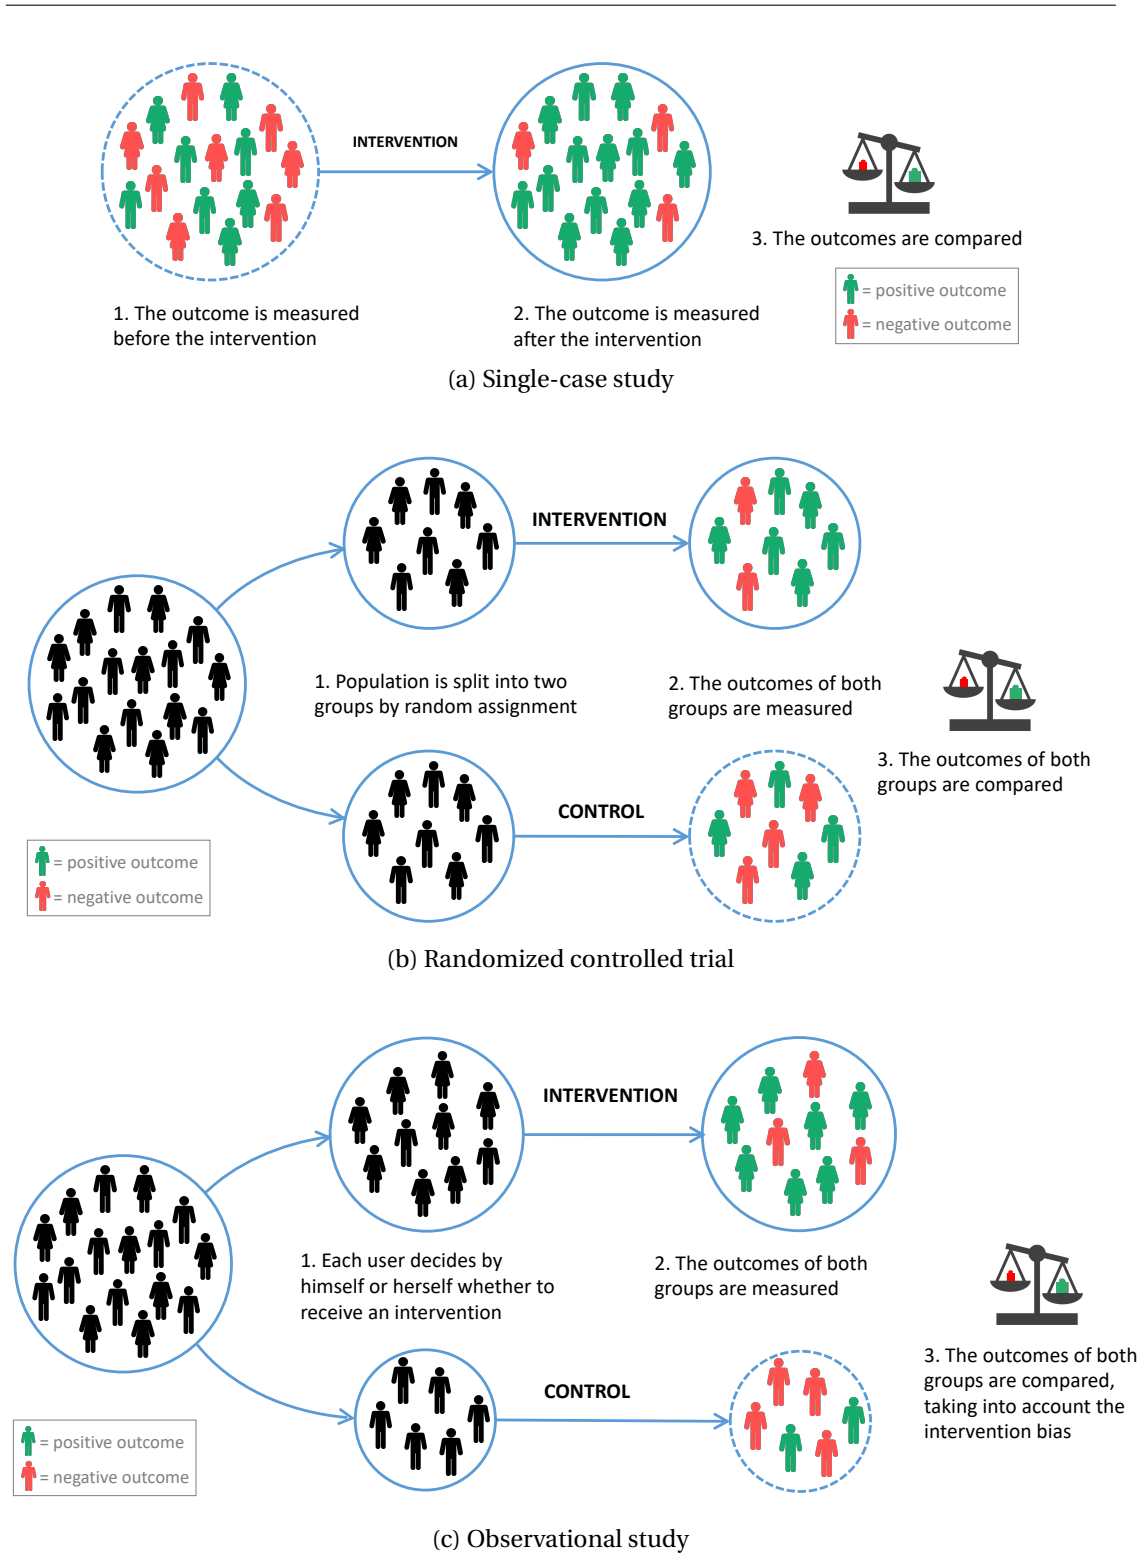 INTERVENTION
3. The outcomes are compared
= positive outcome
= negative outcome
1. The outcome is measured
before the intervention
2. The outcome is measured
after the intervention
(a) Single-case study
INTERVENTION
1. Population is split into two
groups by random assignment
2. The outcomes of both
groups are measured
3. The outcomes of both
groups are compared
CONTROL
= positive outcome
= negative outcome
(b) Randomized controlled trial
INTERVENTION
1. Each user decides by
himself or herself whether to
receive an intervention
2. The outcomes of both
groups are measured
3. The outcomes of both
groups are compared,
taking into account the
intervention bias
CONTROL
= positive outcome
= negative outcome
(c) Observational study